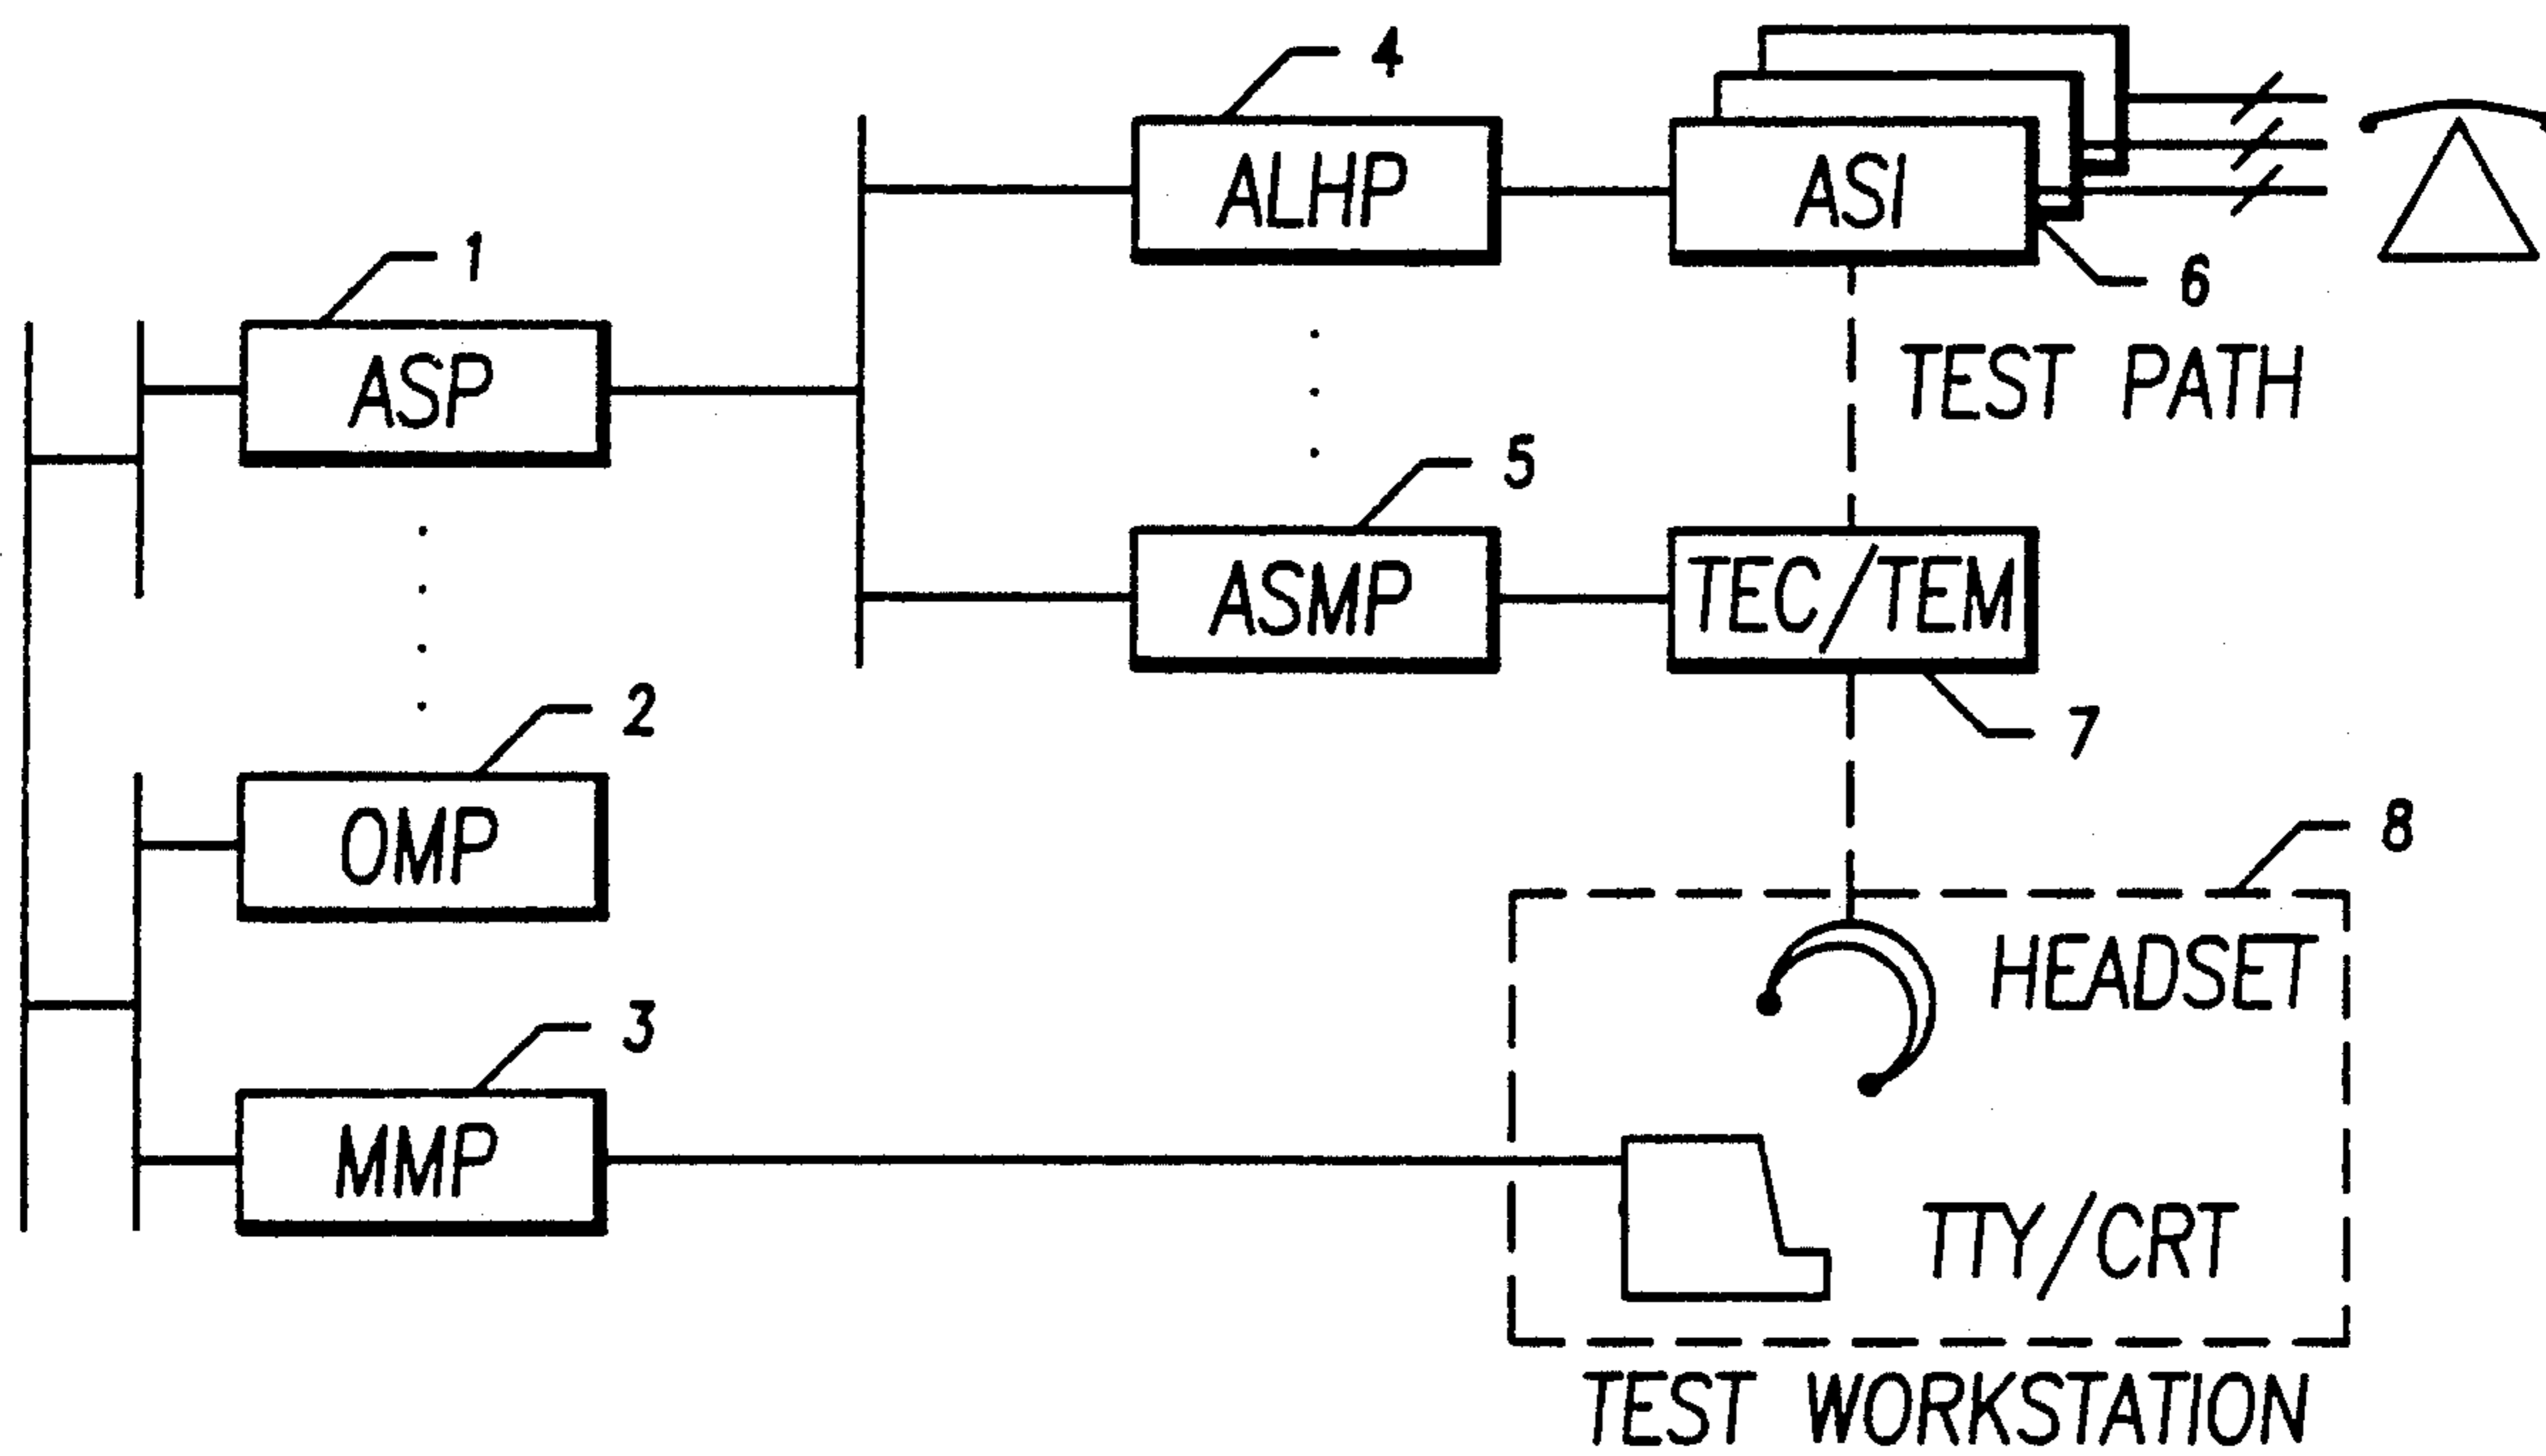 4
ALHP
ASI
6
1
ASP
TEST PATH
5
ASMP
TEC/TEM
7
2
OMP
8
HEADSET
3
MMP
TTY/CRT
TEST WORKSTATION